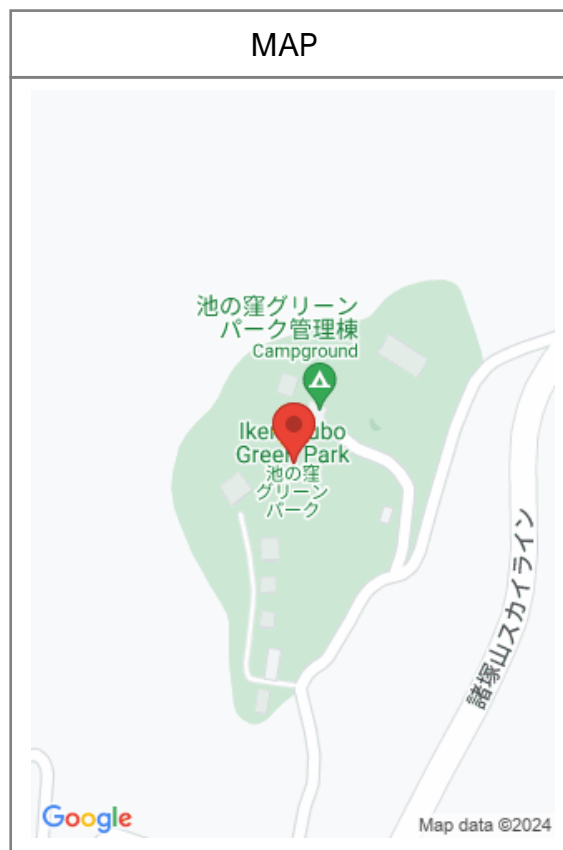 MAP
池の窪グリーン
パーク管理棟
Campground
Green Park
池の窪
グリーン
パーク
諸塚山スカイライン
Google
Map data ©2024